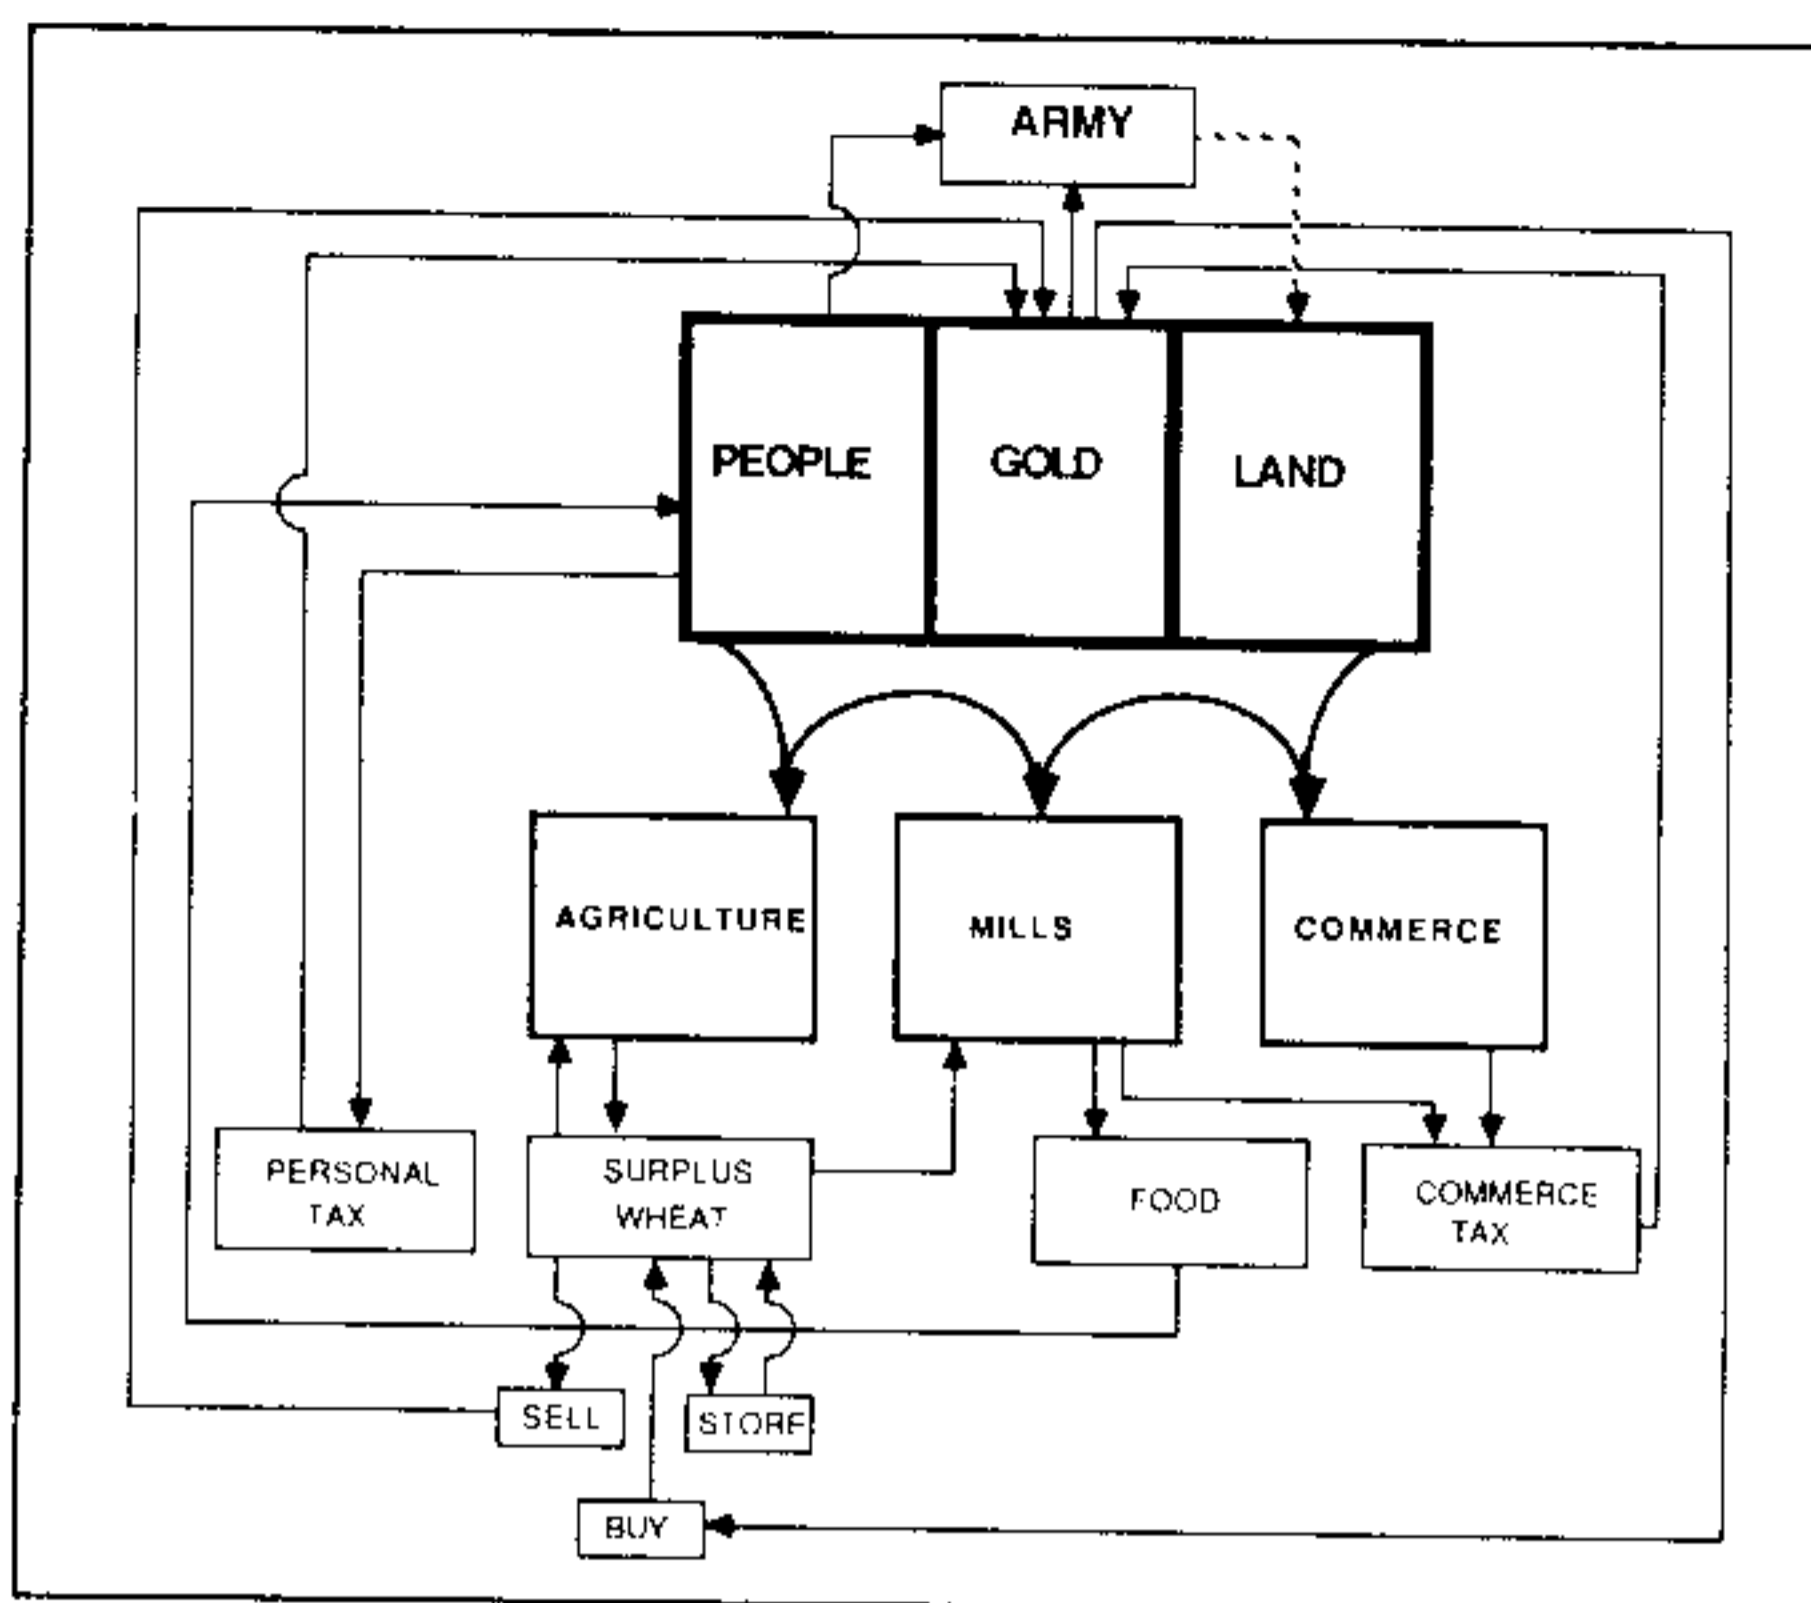 ARMY
PEOPLE
GOLD
LAND
AGRICULTURE
MILLS
COMMERCE
PERSONAL
TAX
SURPLUS
WHEAT
FOOD
COMMERCE
TAX
SELL
STORE
BUY